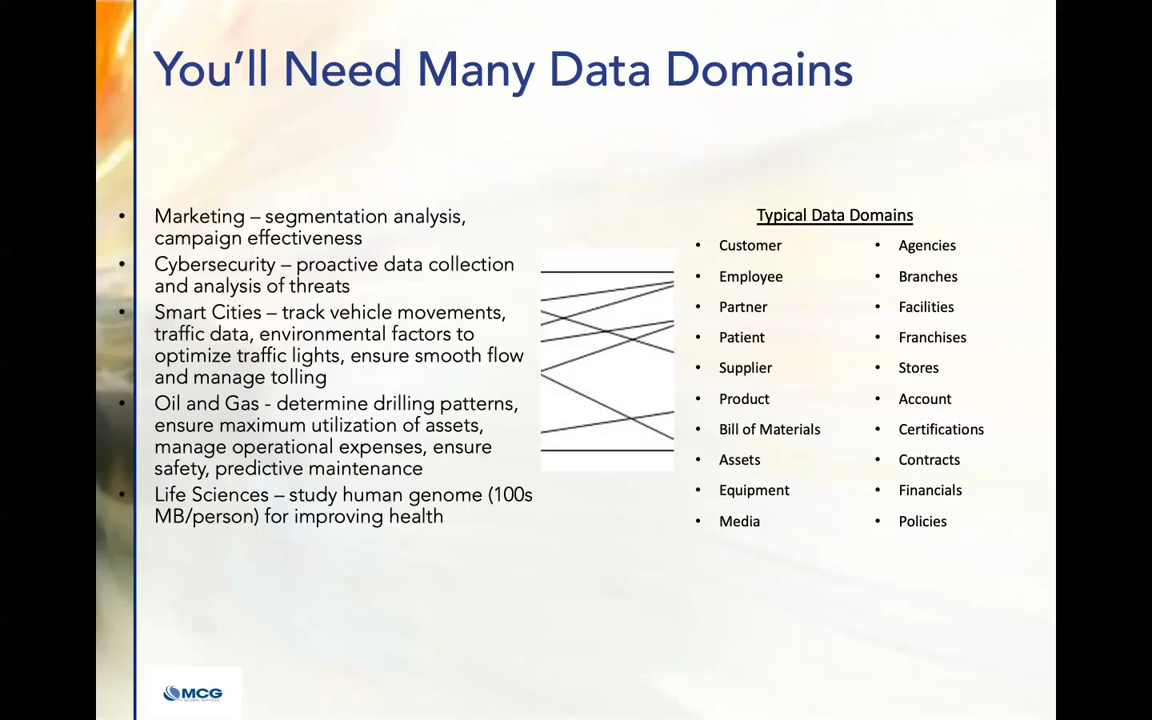 You'll Need Many Data Domains
• Marketing – segmentation analysis,
campaign effectiveness
• Cybersecurity – proactive data collection
and analysis of threats
• Smart Cities – track vehicle movements,
traffic data, environmental factors to
optimize traffic lights, ensure smooth flow
and manage tolling
• Oil and Gas - determine drilling patterns,
ensure maximum utilization of assets,
manage operational expenses, ensure
safety, predictive maintenance
• Life Sciences – study human genome (100s
MB/person) for improving health
Typical Data Domains
• Customer
• Employee
• Partner
• Patient
• Supplier
• Product
• Bill of Materials
• Assets
• Equipment
• Media
• Agencies
• Branches
• Facilities
• Franchises
• Stores
• Account
• Certifications
• Contracts
• Financials
• Policies
MCG